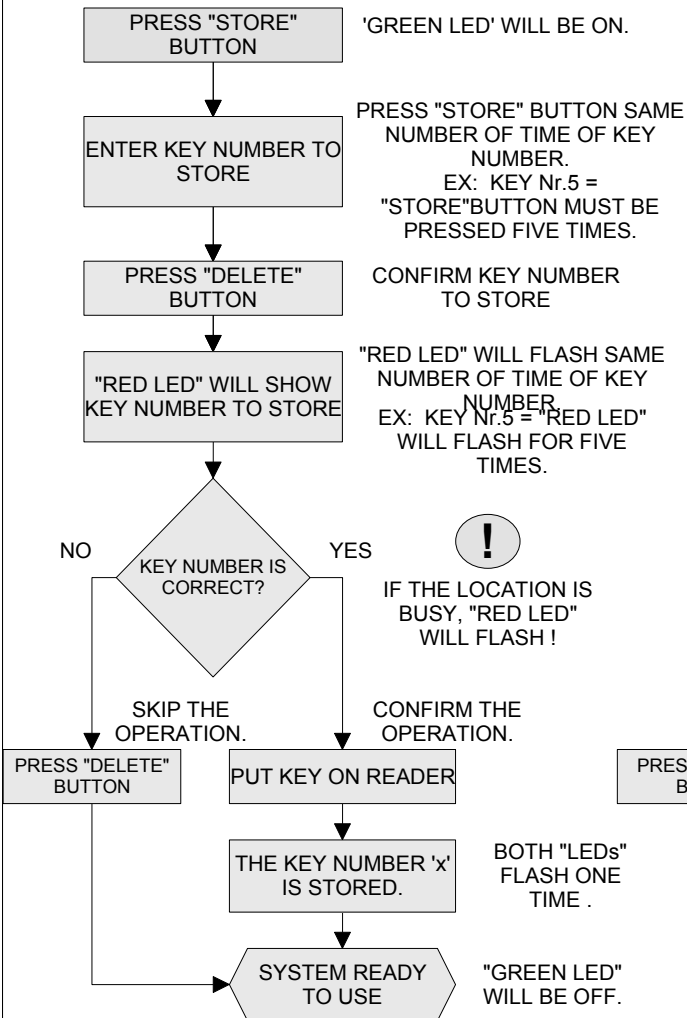 PRESS "STORE"
BUTTON
'GREEN LED' WILL BE ON.
ENTER KEY NUMBER TO
STORE
PRESS "STORE" BUTTON SAME
NUMBER OF TIME OF KEY
NUMBER.
EX: KEY Nr.5 =
"STORE"BUTTON MUST BE
PRESSED FIVE TIMES.
PRESS "DELETE"
BUTTON
CONFIRM KEY NUMBER
TO STORE
"RED LED" WILL SHOW
KEY NUMBER TO STORE
"RED LED" WILL FLASH SAME
NUMBER OF TIME OF KEY
NUMBER.
EX: KEY Nr.5 = "RED LED"
WILL FLASH FOR FIVE
TIMES.
KEY NUMBER IS
CORRECT?
NO
YES
!
IF THE LOCATION IS
BUSY, "RED LED"
WILL FLASH !
SKIP THE
OPERATION.
CONFIRM THE
OPERATION.
PRESS "DELETE"
BUTTON
PUT KEY ON READER
PRES
B
THE KEY NUMBER 'x'
IS STORED.
BOTH "LEDs"
FLASH ONE
TIME .
SYSTEM READY
TO USE
"GREEN LED"
WILL BE OFF.